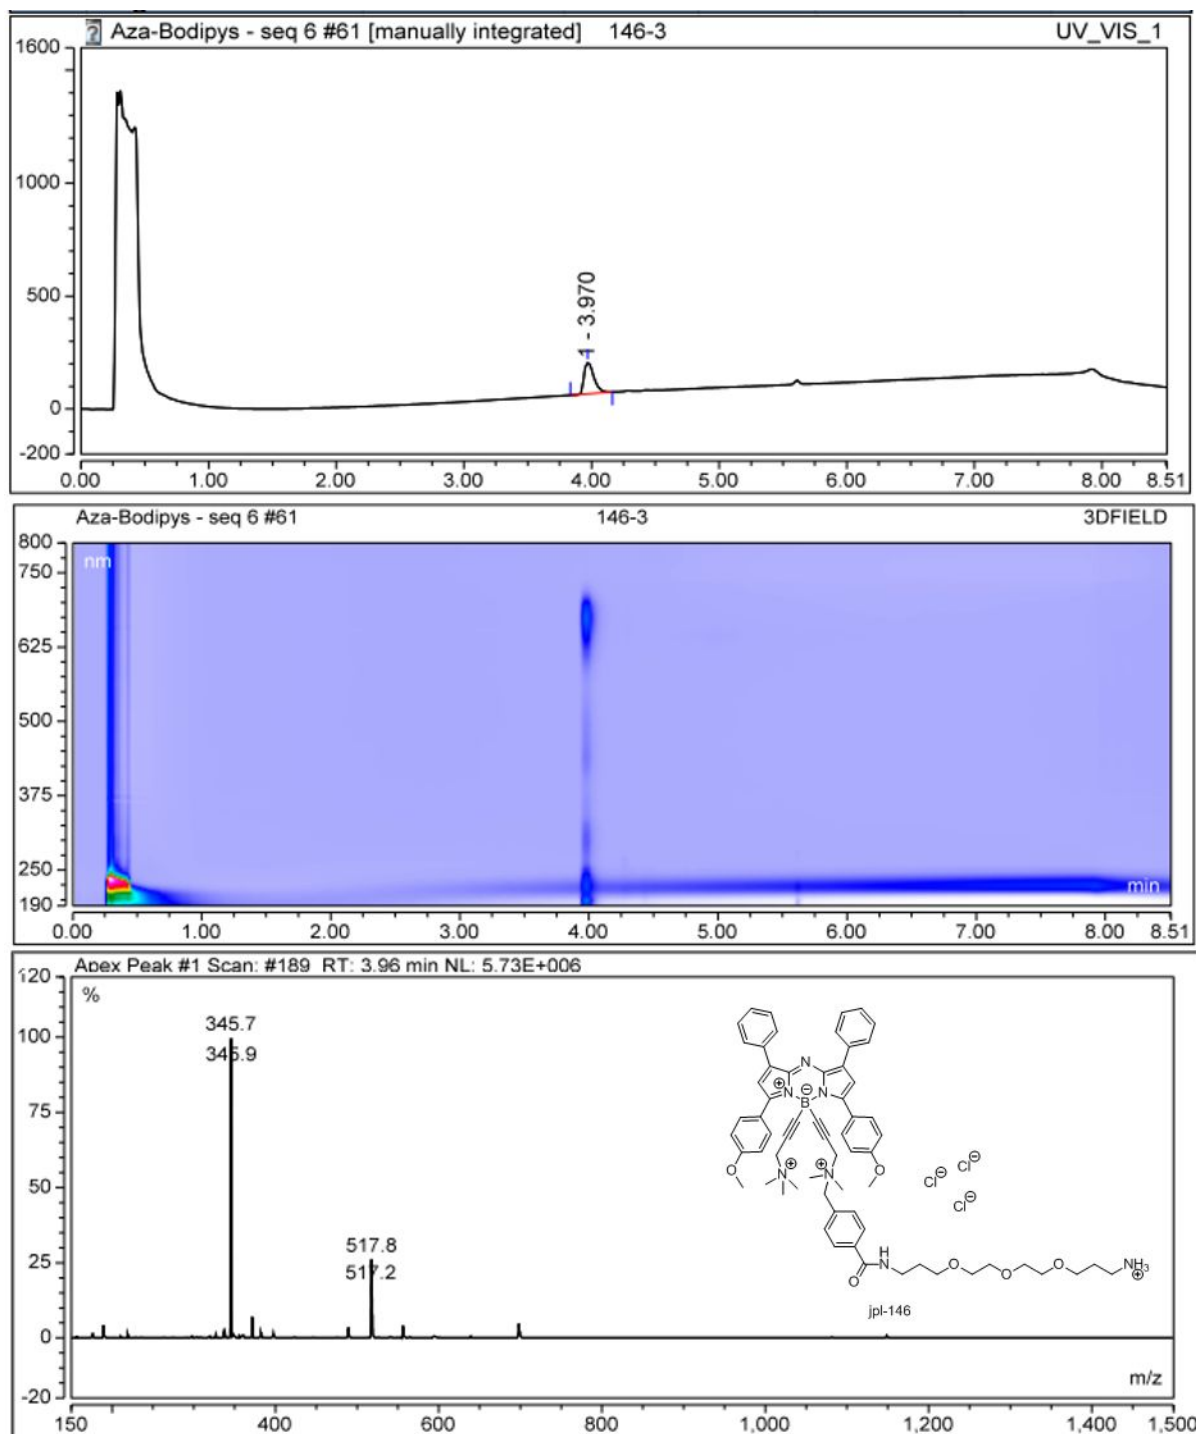 Aza-Bodipys - seq 6 #61 [manually integrated] 146-3 UV_VIS_1
1600
1000
500
0
-200
3.970
0.00 1.00 2.00 3.00 4.00 5.00 6.00 7.00 8.00 8.51
Aza-Bodipys - seq 6 #61 146-3 3DFIELD
800
750
625
500
375
250
190
nm
min
0.00 1.00 2.00 3.00 4.00 5.00 6.00 7.00 8.00 8.51
Apex Peak #1 Scan: #189 RT: 3.96 min NL: 5.73E+006
120
100
75
50
25
0
-20
%
345.7
345.9
517.8
517.2
N
⊕ ⊖
N B N
O ⊕ ⊕ O
N N
Cl⊖ Cl⊖
Cl⊖
H
N O O O NH3
O ⊕
jpl-146
m/z
150 400 600 800 1,000 1,200 1,400 1,500